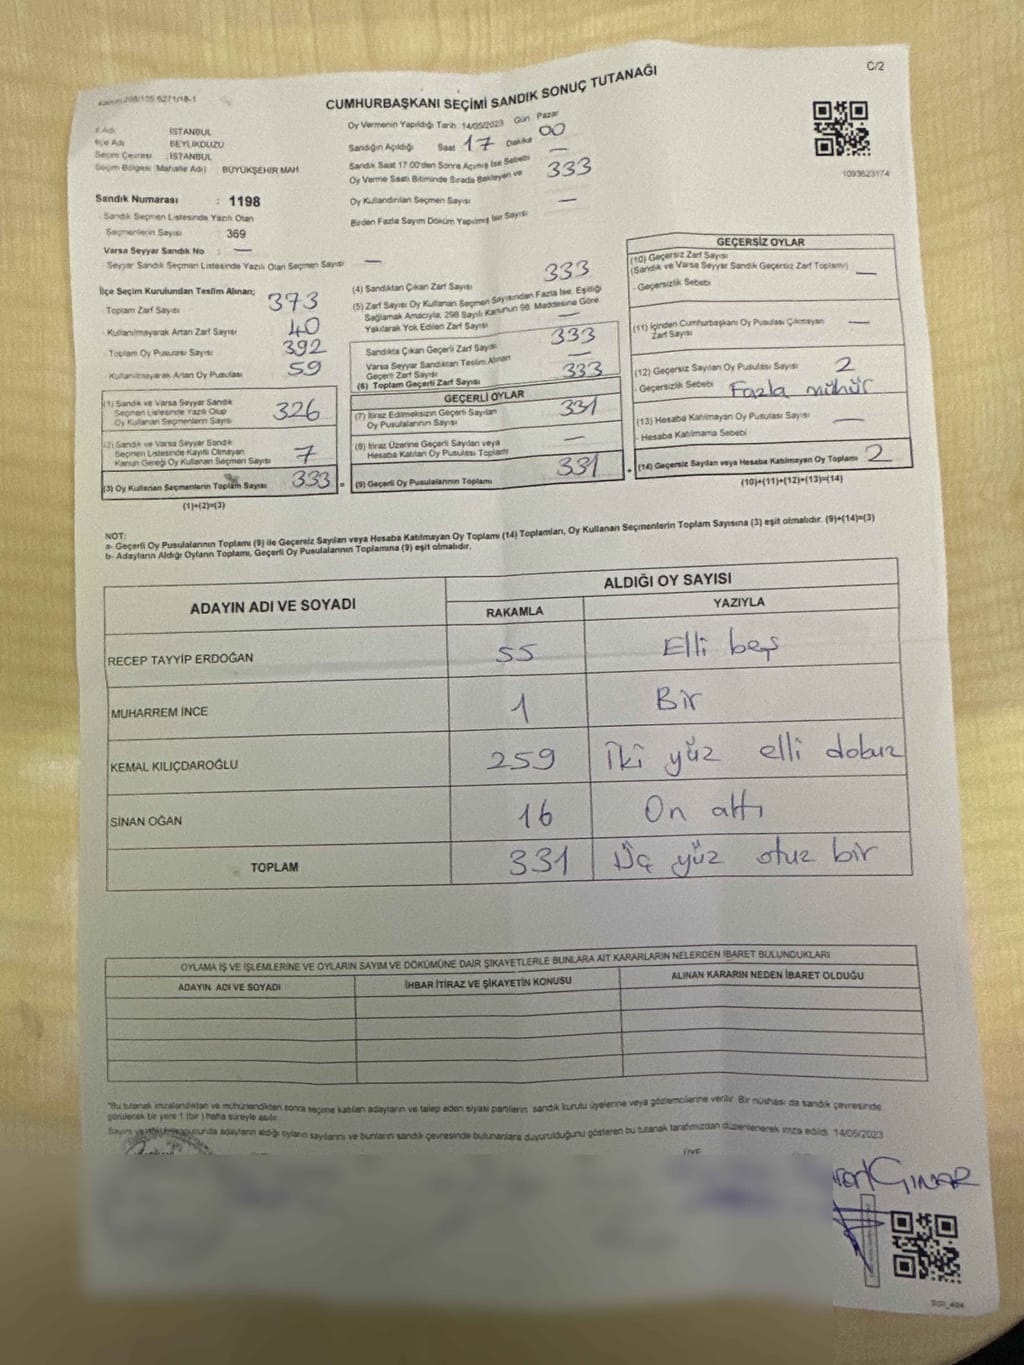 C/2
CUMHURBAŞKANI SEÇİMİ SANDIK SONUÇ TUTANAĞI
İl Adı İSTANBUL
İlçe Adı BEYLİKDÜZÜ
Seçim Çevresi : İSTANBUL
Seçim Bölgesi (Mahalle Adı) BÜYÜKŞEHİR MAH
Sandık Numarası : 1198
Sandık Seçmen Listesinde Yazılı Olan
Seçmenlerin Sayısı 369
Varsa Seyyar Sandık No : —
Seyyar Sandık Seçmen Listesinde Yazılı Olan Seçmen Sayısı —
Oy Vermenin Yapıldığı Tarih :14/05/2023 Gün Pazar
Sandığın Açıldığı Saat 17 Dakika 00
Sandık Saat 17:00'den Sonra Açılmış İse Sebebi —
Oy Verme Saati Bitiminde Sırada Bekleyen ve 333
Oy Kullandırılan Seçmen Sayısı
Birden Fazla Sayım Döküm Yapılmış İse Sayısı —
1093623174
İlçe Seçim Kurulundan Teslim Alınan;
Toplam Zarf Sayısı 373
Kullanılmayarak Artan Zarf Sayısı 40
Toplam Oy Pusulası Sayısı 392
Kullanılmayarak Artan Oy Pusulası 59
(1) Sandık ve Varsa Seyyar Sandık
Seçmen Listesinde Yazılı Olup
Oy Kullanan Seçmenlerin Sayısı 326
(2) Sandık ve Varsa Seyyar Sandık
Seçmen Listesinde Kayıtlı Olmayan
Kanun Gereği Oy Kullanan Seçmen Sayısı 7
(3) Oy Kullanan Seçmenlerin Toplam Sayısı 333 =
(1)+(2)=(3)
(4) Sandıktan Çıkan Zarf Sayısı 333
(5) Zarf Sayısı Oy Kullanan Seçmen Sayısından Fazla İse, Eşitliği
Sağlamak Amacıyla, 298 Sayılı Kanunun 98. Maddesine Göre
Yakılarak Yok Edilen Zarf Sayısı —
Sandıkta Çıkan Geçerli Zarf Sayısı 333
Varsa Seyyar Sandıktan Teslim Alınan
Geçerli Zarf Sayısı —
(6) Toplam Geçerli Zarf Sayısı 333
GEÇERLİ OYLAR
(7) İtiraz Edilmeksizin Geçerli Sayılan
Oy Pusulalarının Sayısı 331
(8) İtiraz Üzerine Geçerli Sayılan veya
Hesaba Katılan Oy Pusulası Toplamı —
(9) Geçerli Oy Pusulalarının Toplamı 331
GEÇERSİZ OYLAR
(10) Geçersiz Zarf Sayısı
(Sandık ve Varsa Seyyar Sandık Geçersiz Zarf Toplamı) —
- Geçersizlik Sebebi
(11) İçinden Cumhurbaşkanı Oy Pusulası Çıkmayan
Zarf Sayısı —
(12) Geçersiz Sayılan Oy Pusulası Sayısı 2
- Geçersizlik Sebebi Fazla mühür
(13) Hesaba Katılmayan Oy Pusulası Sayısı —
- Hesaba Katılmama Sebebi
(14) Geçersiz Sayılan veya Hesaba Katılmayan Oy Toplamı 2
(10)+(11)+(12)+(13)=(14)
NOT:
a- Geçerli Oy Pusulalarının Toplamı (9) ile Geçersiz Sayılan veya Hesaba Katılmayan Oy Toplamı (14) Toplamları, Oy Kullanan Seçmenlerin Toplam Sayısına (3) eşit olmalıdır. (9)+(14)=(3)
b- Adayların Aldığı Oyların Toplamı, Geçerli Oy Pusulalarının Toplamına (9) eşit olmalıdır.
ADAYIN ADI VE SOYADI
ALDIĞI OY SAYISI
RAKAMLA YAZIYLA
RECEP TAYYİP ERDOĞAN 55 Elli beş
MUHARREM İNCE 1 Bir
KEMAL KILIÇDAROĞLU 259 İki yüz elli dokuz
SİNAN OĞAN 16 On altı
TOPLAM 331 Üç yüz otuz bir
OYLAMA İŞ VE İŞLEMLERİNE VE OYLARIN SAYIM VE DÖKÜMÜNE DAİR ŞİKAYETLERLE BUNLARA AİT KARARLARIN NELERDEN İBARET BULUNDUKLARI
ADAYIN ADI VE SOYADI İHBAR İTİRAZ VE ŞİKAYETİN KONUSU ALINAN KARARIN NEDEN İBARET OLDUĞU
*Bu tutanak imzalandıktan ve mühürlendikten sonra seçime katılan adayların ve talep eden siyasi partilerin sandık kurulu üyelerine veya gözlemcilerine verilir. Bir nüshası da sandık çevresinde
görülecek bir yere 1 (bir) hafta süreyle asılır.
adayların aldığı oyların sayılarını ve bunların sandık çevresinde bulunanlara duyurulduğunu gösteren bu tutanak tarafımızdan düzenlenerek imza edildi. 14/05/2023
ÜYE